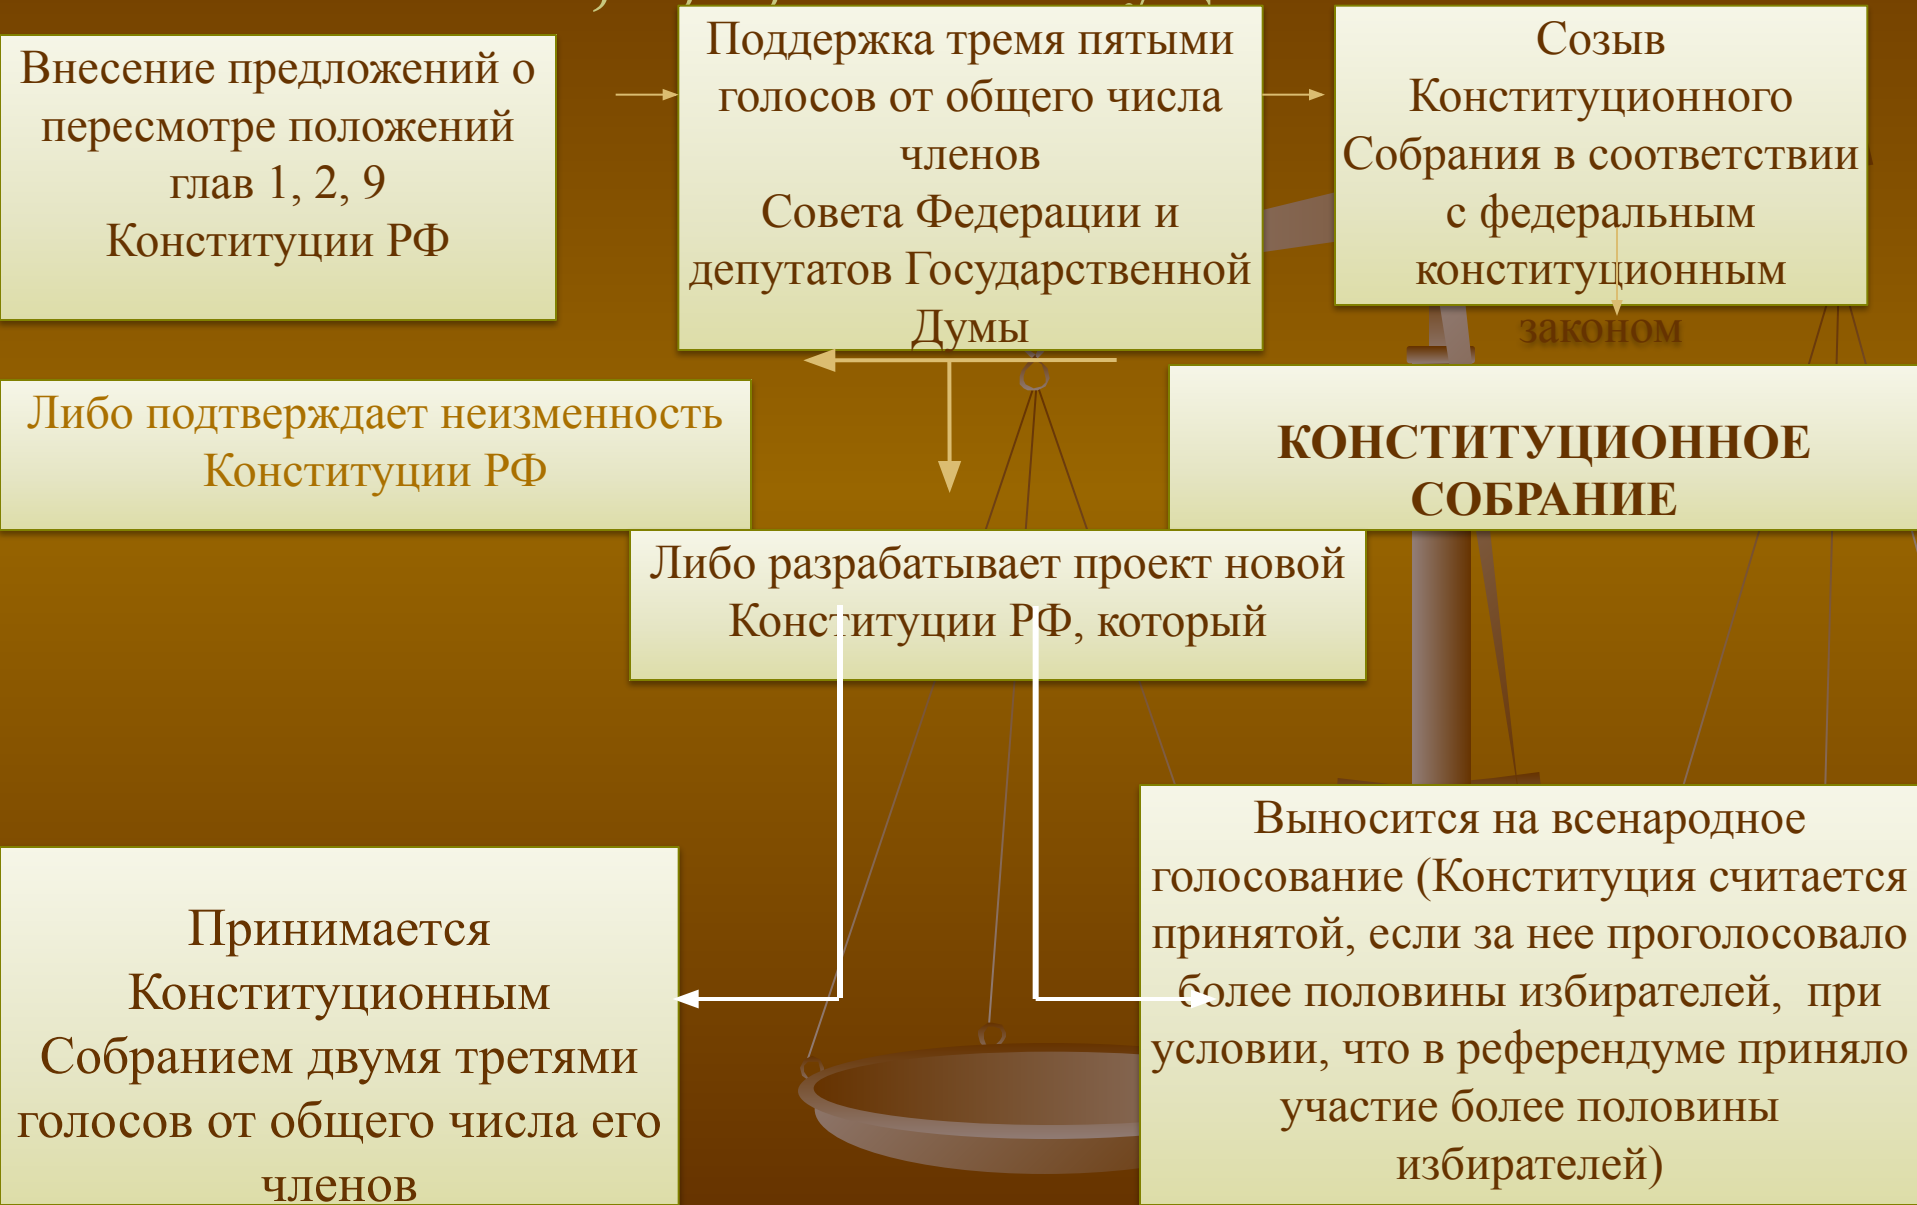 Внесение предложений о
пересмотре положений
глав 1, 2, 9
Конституции РФ
Поддержка тремя пятыми
голосов от общего числа
членов
Совета Федерации и
депутатов Государственной
Думы
Созыв
Конституционного
Собрания в соответствии
с федеральным
конституционным
законом
Либо подтверждает неизменность
Конституции РФ
КОНСТИТУЦИОННОЕ
СОБРАНИЕ
Либо разрабатывает проект новой
Конституции РФ, который
Принимается
Конституционным
Собранием двумя третями
голосов от общего числа его
членов
Выносится на всенародное
голосование (Конституция считается
принятой, если за нее проголосовало
более половины избирателей, при
условии, что в референдуме приняло
участие более половины
избирателей)